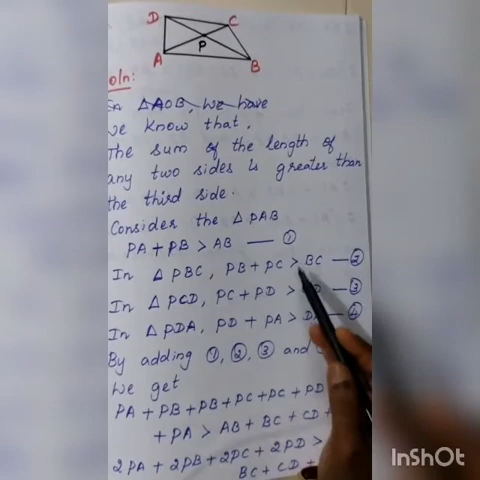 D
C
P
A
B
Soln:
In ΔAOB, we have
we know that,
The sum of the length of
any two sides is greater than
the third side.
Consider the ΔPAB
PA + PB > AB — ①
In ΔPBC, PB + PC > BC — ②
In ΔPCD, PC + PD > — ③
In ΔPDA, PD + PA > — ④
By adding ①, ②, ③ and
we get
PA + PB + PB + PC + PC + PD
+ PA > AB + BC + CD +
2PA + 2PB + 2PC + 2PD >
BC + CD +
InShOt